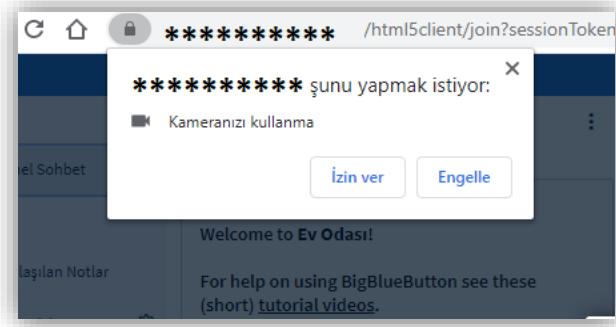 ********** /html5client/join?sessionToken
********** şunu yapmak istiyor:
Kameranızı kullanma
İzin ver Engelle
nel Sohbet
Welcome to Ev Odası!
laşılan Notlar
For help on using BigBlueButton see these
(short) tutorial videos.